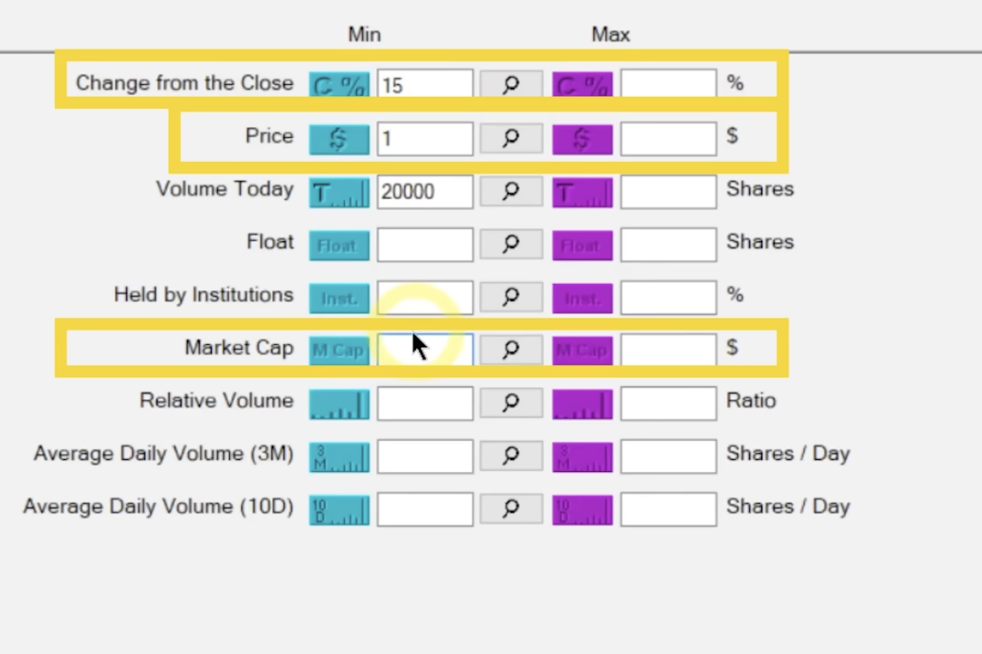 Min Max
Change from the Close C % 15 C % %
Price $ 1 $ $
Volume Today T 20000 T Shares
Float Float Float Shares
Held by Institutions Inst. Inst. %
Market Cap M Cap M Cap $
Relative Volume Ratio
Average Daily Volume (3M) 3 M 3 M Shares / Day
Average Daily Volume (10D) 10 D 10 D Shares / Day